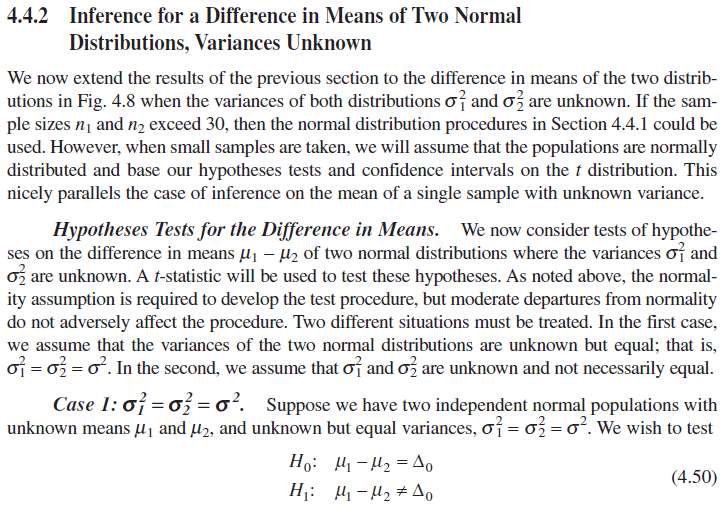 4.4.2 Inference for a Difference in Means of Two Normal
Distributions, Variances Unknown
We now extend the results of the previous section to the difference in means of the two distrib-
utions in Fig. 4.8 when the variances of both distributions σ₁² and σ₂² are unknown. If the sam-
ple sizes n₁ and n₂ exceed 30, then the normal distribution procedures in Section 4.4.1 could be
used. However, when small samples are taken, we will assume that the populations are normally
distributed and base our hypotheses tests and confidence intervals on the t distribution. This
nicely parallels the case of inference on the mean of a single sample with unknown variance.
Hypotheses Tests for the Difference in Means. We now consider tests of hypothe-
ses on the difference in means μ₁ − μ₂ of two normal distributions where the variances σ₁² and
σ₂² are unknown. A t-statistic will be used to test these hypotheses. As noted above, the normal-
ity assumption is required to develop the test procedure, but moderate departures from normality
do not adversely affect the procedure. Two different situations must be treated. In the first case,
we assume that the variances of the two normal distributions are unknown but equal; that is,
σ₁² = σ₂² = σ². In the second, we assume that σ₁² and σ₂² are unknown and not necessarily equal.
Case 1: σ₁² = σ₂² = σ². Suppose we have two independent normal populations with
unknown means μ₁ and μ₂, and unknown but equal variances, σ₁² = σ₂² = σ². We wish to test
H₀: μ₁ − μ₂ = Δ₀
H₁: μ₁ − μ₂ ≠ Δ₀
(4.50)